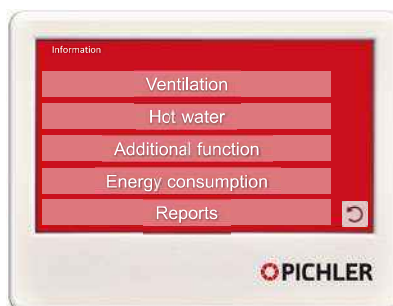 Information
Ventilation
Hot water
Additional function
Energy consumption
Reports
PICHLER